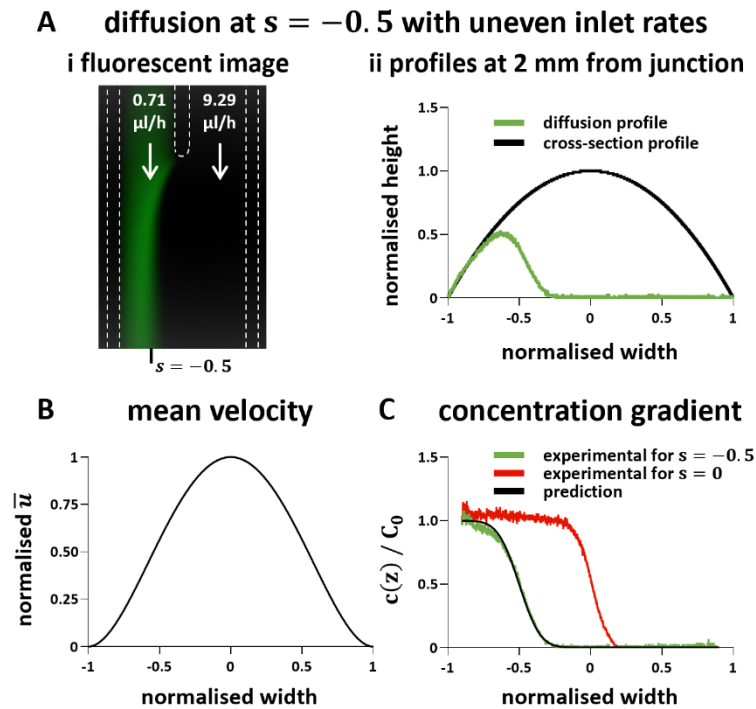 A diffusion at s = −0.5 with uneven inlet rates
i fluorescent image
0.71 μl/h
9.29 μl/h
s = −0.5
ii profiles at 2 mm from junction
diffusion profile
cross-section profile
normalised height
1.5
1.0
0.5
0
-1
-0.5
0
0.5
1
normalised width
B mean velocity
normalised u̅
1
0.75
0.50
0.25
0
-1
-0.5
0
0.5
1
normalised width
C concentration gradient
experimental for s = −0.5
experimental for s = 0
prediction
c(z) / C₀
1.5
1.0
0.5
0
-1
-0.5
0
0.5
1
normalised width